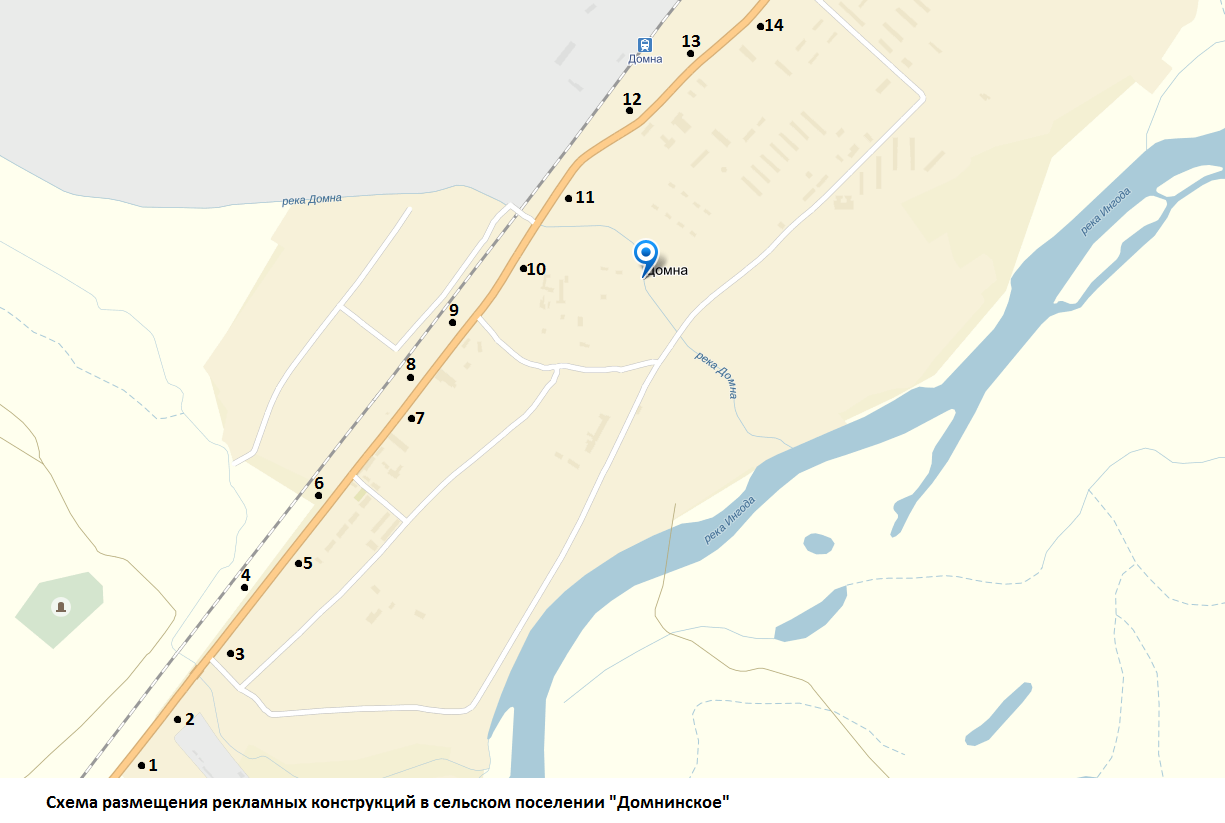 14
13
Домна
12
река Домна
11
река Ингода
10
Домна
9
8
река Домна
7
6
река Ингода
5
4
3
2
1
Схема размещения рекламных конструкций в сельском поселении "Домнинское"